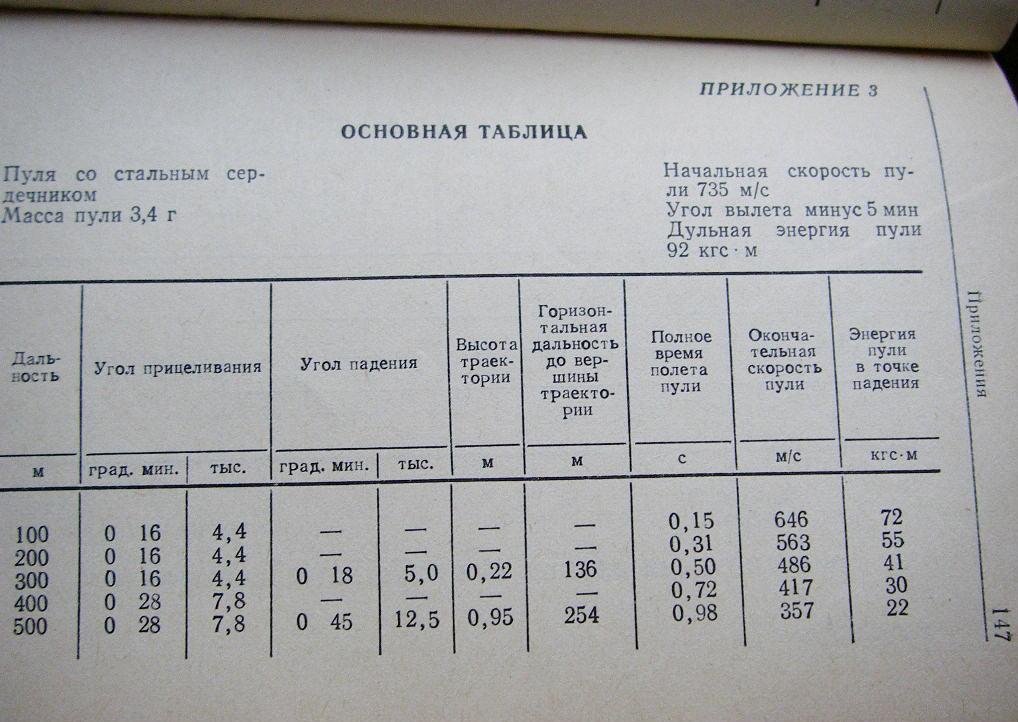 ПРИЛОЖЕНИЕ 3
ОСНОВНАЯ ТАБЛИЦА
Пуля со стальным сер-
дечником
Масса пули 3,4 г
Начальная скорость пу-
ли 735 м/с
Угол вылета минус 5 мин
Дульная энергия пули
92 кгс·м
Даль-
ность
Угол прицеливания
Угол падения
Высота
траек-
тории
Горизон-
тальная
дальность
до вер-
шины
траекто-
рии
Полное
время
полета
пули
Оконча-
тельная
скорость
пули
Энергия
пули
в точке
падения
м град. мин. тыс. град. мин. тыс. м м с м/с кгс·м
100 0 16 4,4 — — — — 0,15 646 72
200 0 16 4,4 — — — — 0,31 563 55
300 0 16 4,4 0 18 5,0 0,22 136 0,50 486 41
400 0 28 7,8 — — — — 0,72 417 30
500 0 28 7,8 0 45 12,5 0,95 254 0,98 357 22
Приложения
147